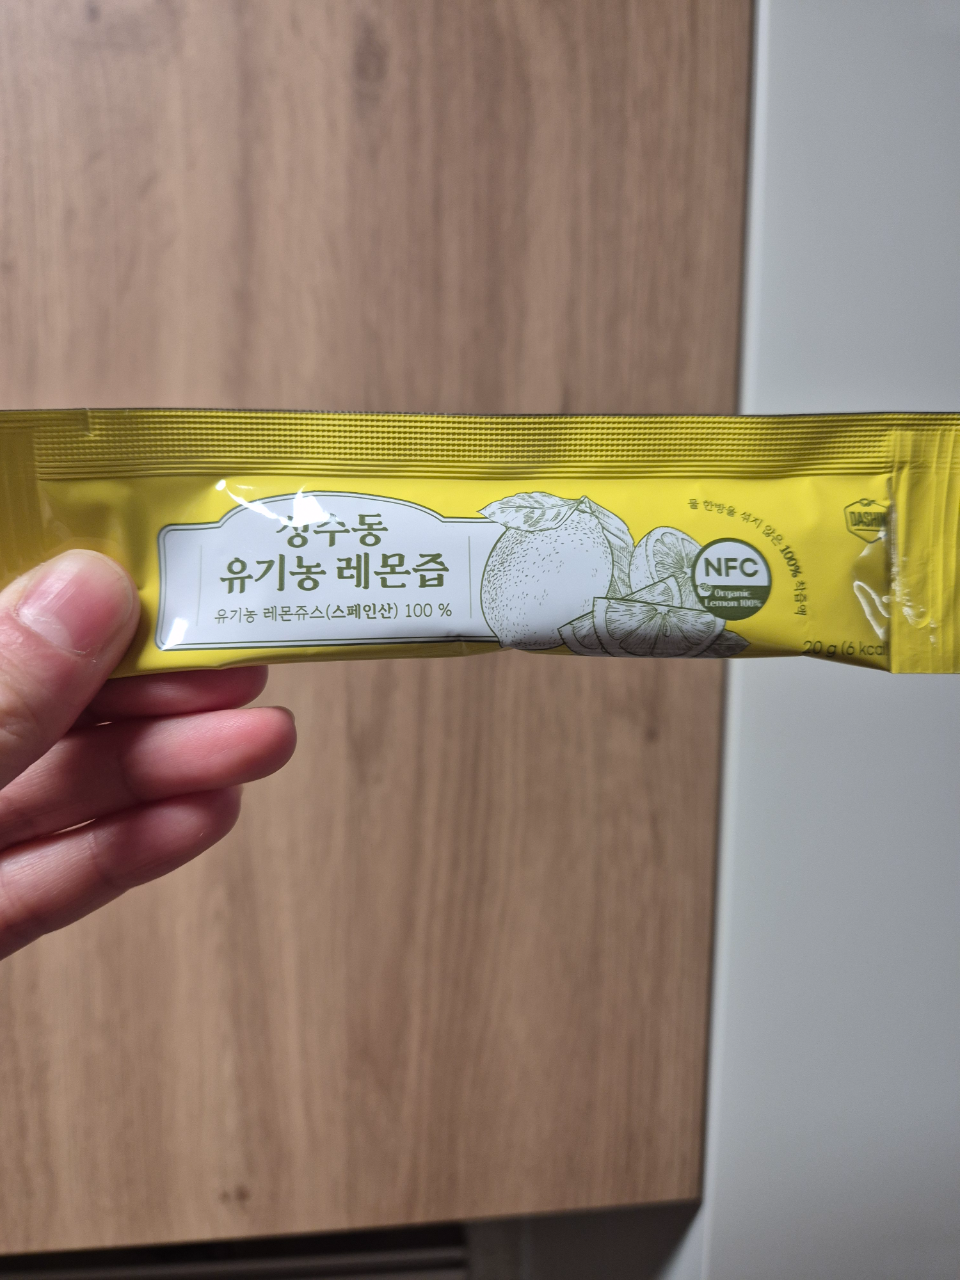 성수동
유기농 레몬즙
유기농 레몬쥬스(스페인산) 100 %
물 한방울 섞지 않은 100% 착즙액
NFC
Organic
Lemon 100%
20 g (6 kcal